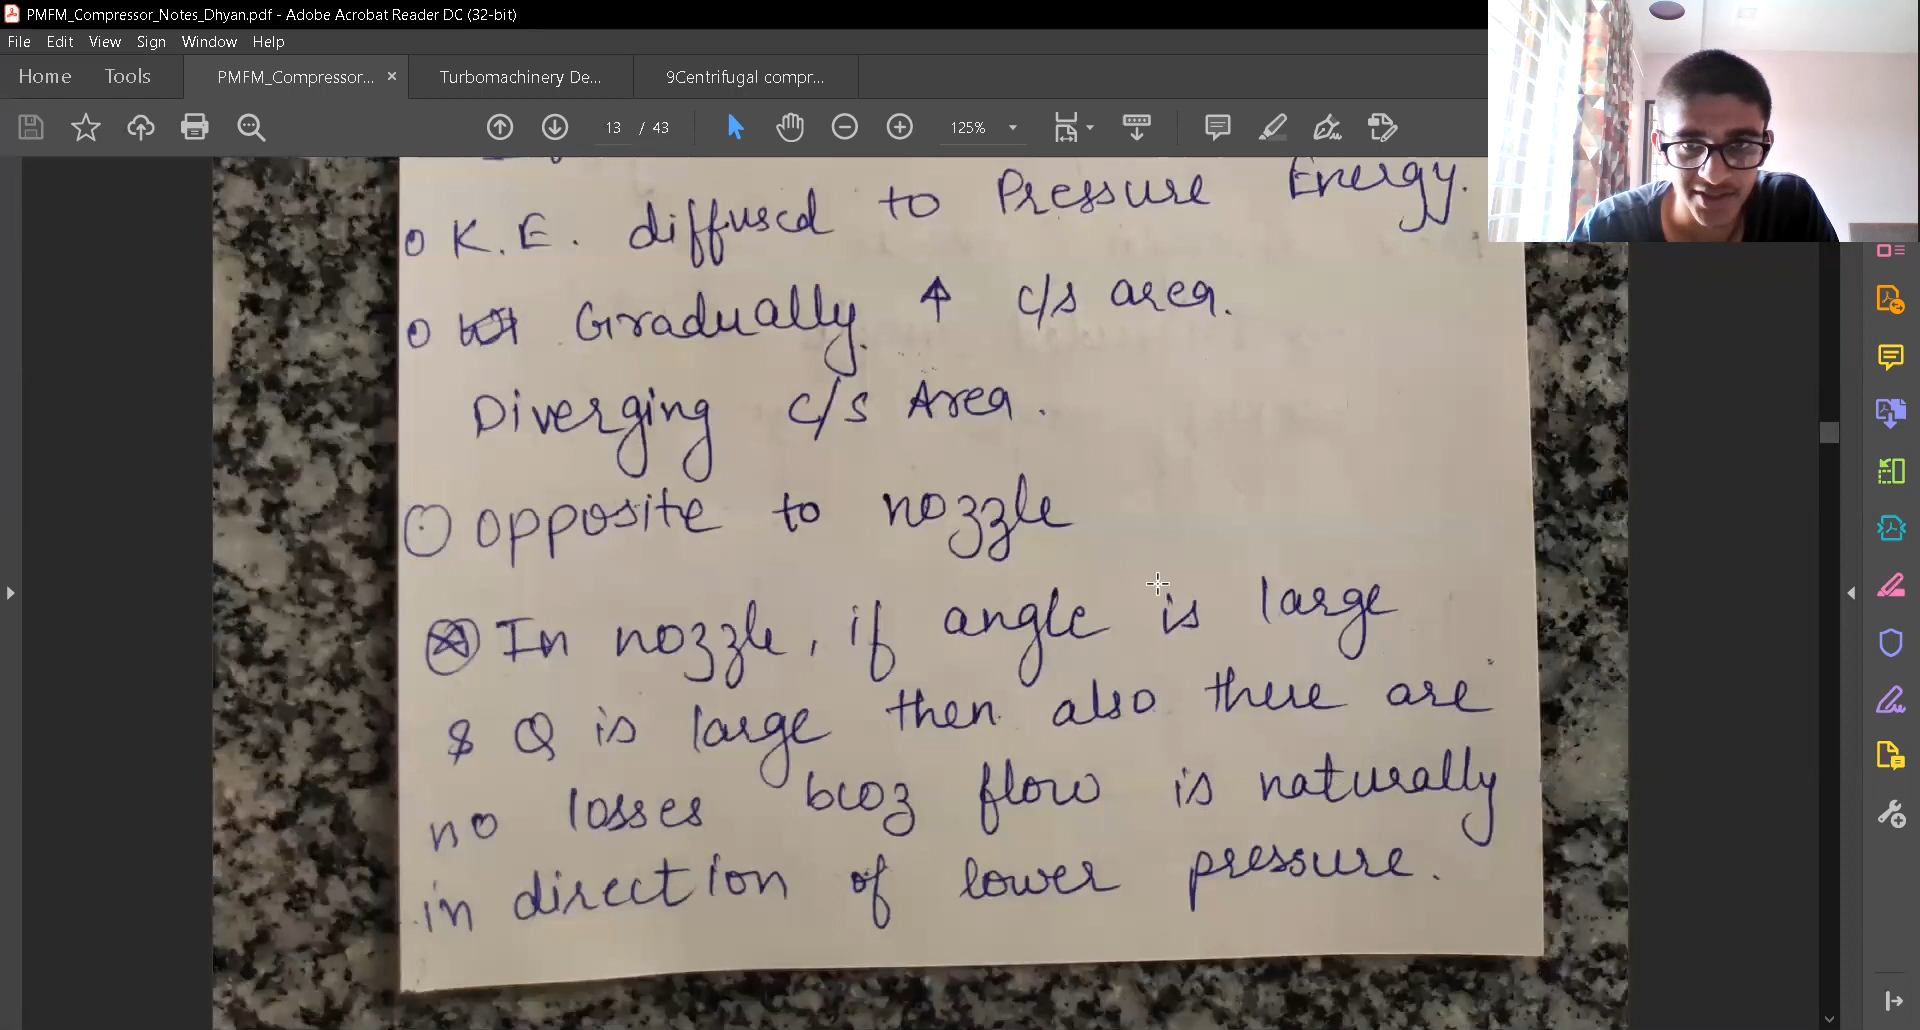 PMFM_Compressor_Notes_Dhyan.pdf - Adobe Acrobat Reader DC (32-bit)
File Edit View Sign Window Help
Home Tools PMFM_Compressor... × Turbomachinery De... 9Centrifugal compr...
13 / 43 125%
K.E. diffused to Pressure Energy.
Gradually ↑ c/s area.
Diverging c/s Area.
opposite to nozzle
In nozzle, if angle is large
& Q is large then also there are
no losses bcoz flow is naturally
in direction of lower pressure.